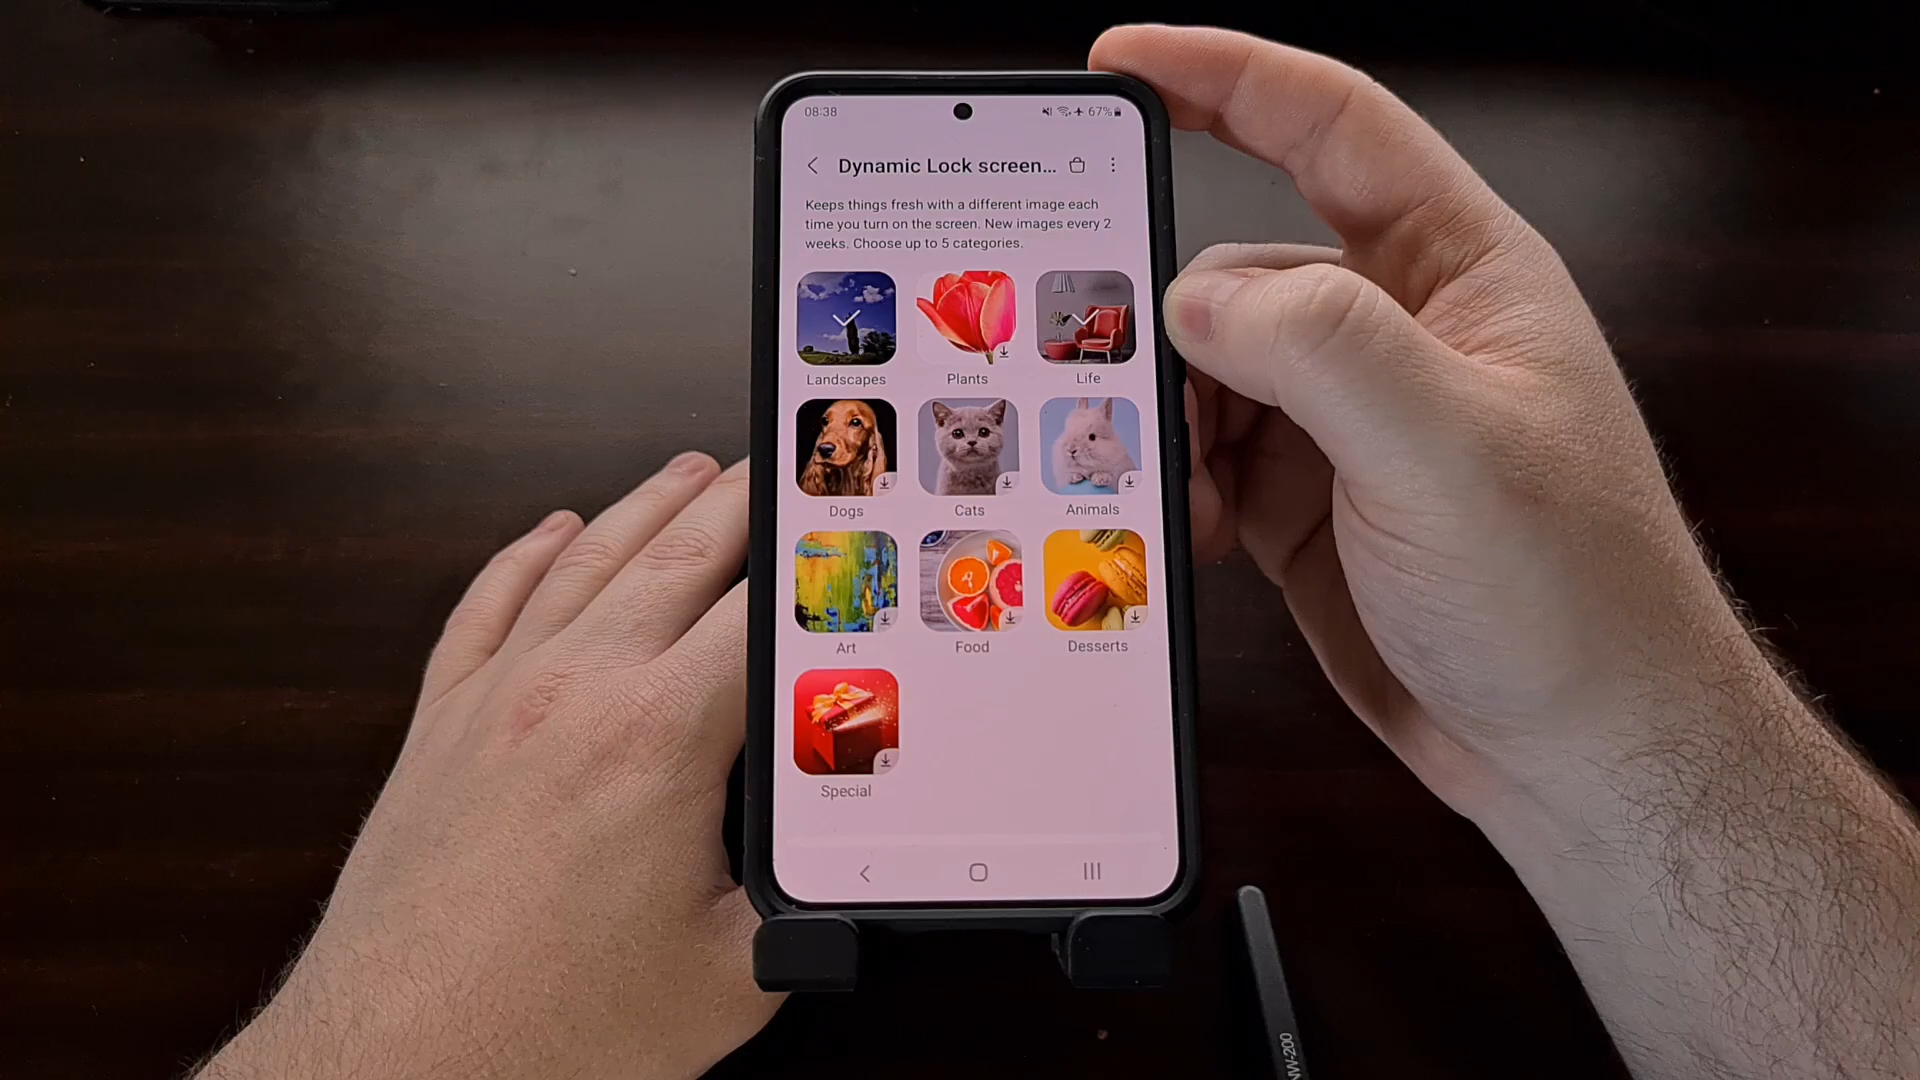 08:38
67%
Dynamic Lock screen...
Keeps things fresh with a different image each
time you turn on the screen. New images every 2
weeks. Choose up to 5 categories.
Landscapes
Plants
Life
Dogs
Cats
Animals
Art
Food
Desserts
Special
NW-200